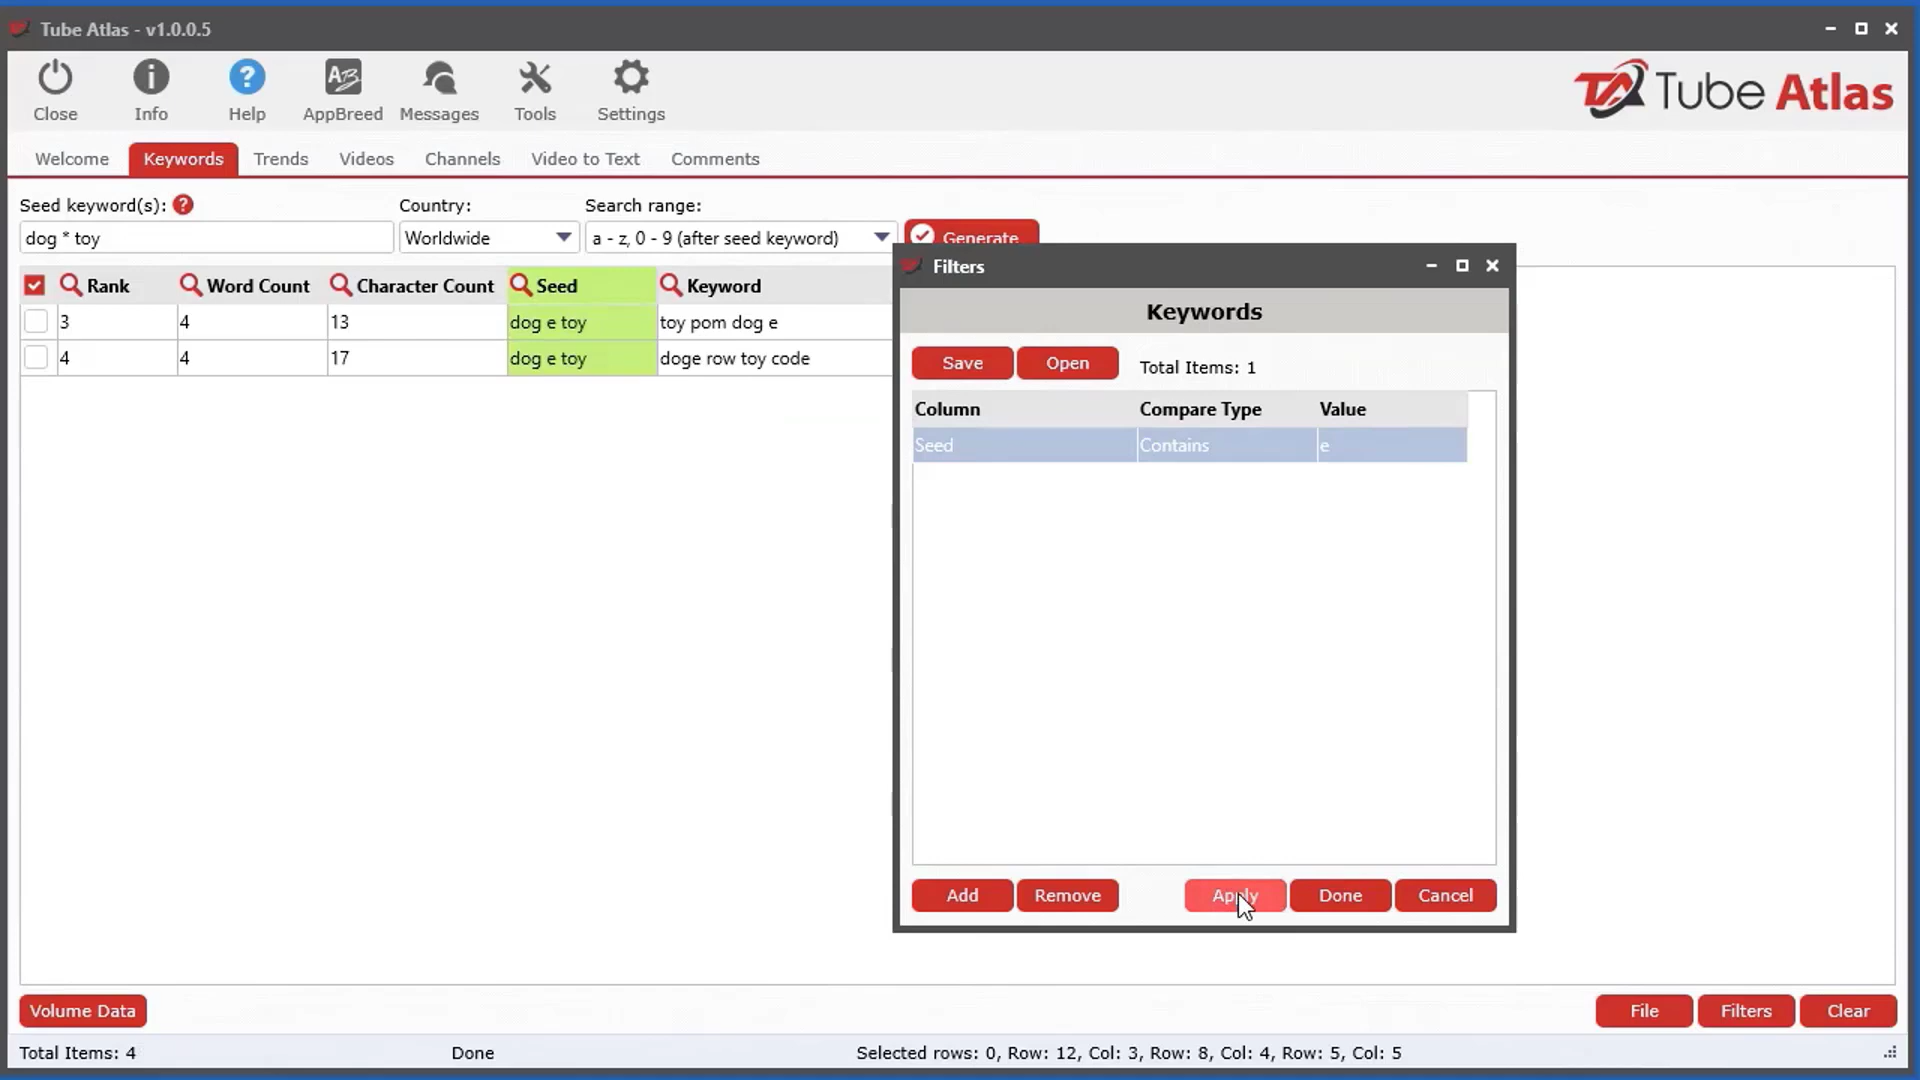 Tube Atlas - v1.0.0.5
Close Info Help AppBreed Messages Tools Settings
Tube Atlas
Welcome Keywords Trends Videos Channels Video to Text Comments
Seed keyword(s): Country: Search range:
dog * toy Worldwide a - z, 0 - 9 (after seed keyword) Generate
Rank Word Count Character Count Seed Keyword
3 4 13 dog e toy toy pom dog e
4 4 17 dog e toy doge row toy code
Filters
Keywords
Save Open Total Items: 1
Column Compare Type Value
Seed Contains e
Add Remove Apply Done Cancel
Volume Data File Filters Clear
Total Items: 4 Done Selected rows: 0, Row: 12, Col: 3, Row: 8, Col: 4, Row: 5, Col: 5